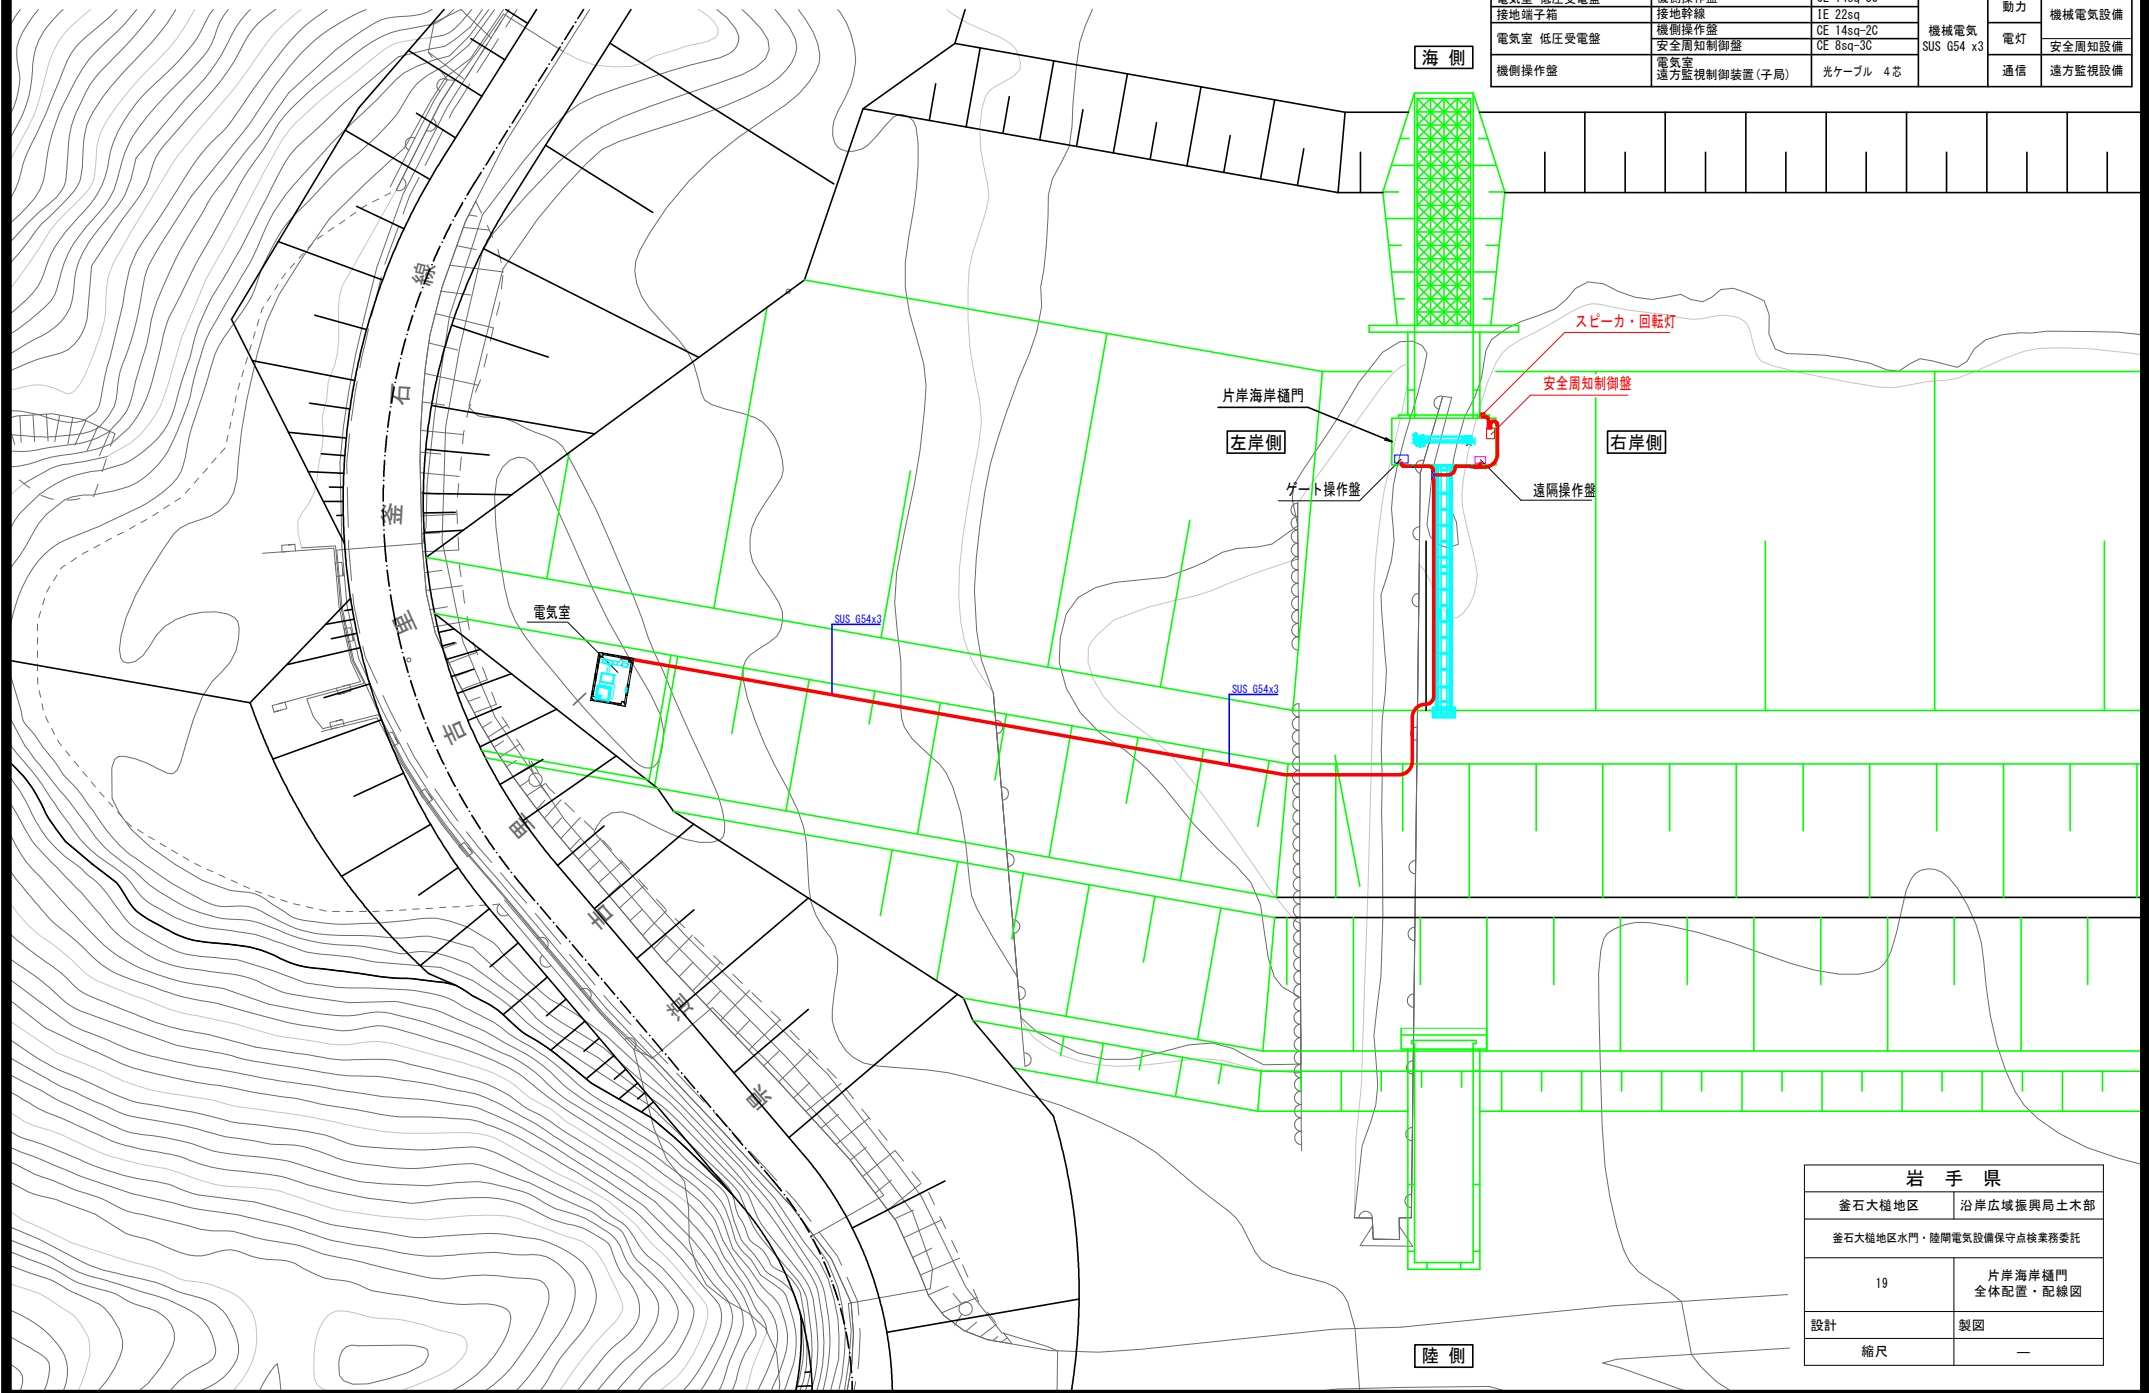 接地端子箱 接地幹線 IE 22sq
動力 機械電気設備
電気室 低圧受電盤 機側操作盤 CE 14sq-2C
安全周知制御盤 CE 8sq-3C
機械電気
SUS G54 x3
電灯 安全周知設備
機側操作盤 電気室
遠方監視制御装置(子局) 光ケーブル 4芯 通信 遠方監視設備
海 側
スピーカ・回転灯
安全周知制御盤
片岸海岸樋門
左岸側
右岸側
ゲート操作盤
遠隔操作盤
電気室
SUS G54x3
SUS G54x3
県
道
吉
里
吉
里
釜
石
線
陸 側
岩 手 県
釜石大槌地区 沿岸広域振興局土木部
釜石大槌地区水門・陸閘電気設備保守点検業務委託
19 片岸海岸樋門
全体配置・配線図
設計 製図
縮尺 ―